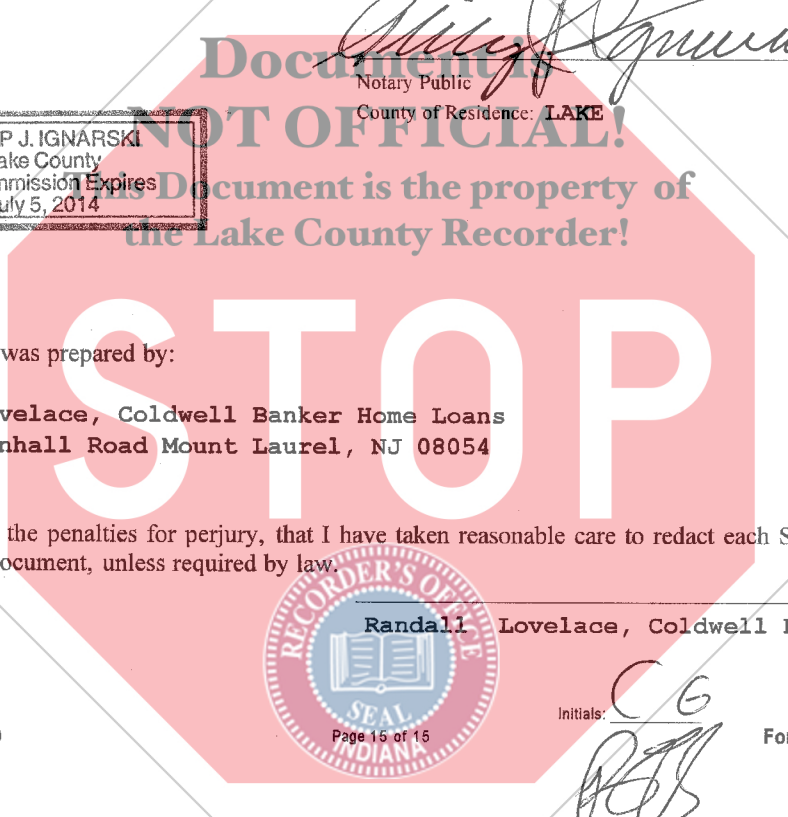 Document is
Notary Public
NOT OFFICIAL!
County of Residence: LAKE
P J. IGNARSKI
ake County
mmission Expires
uly 5, 2014
This Document is the property of
the Lake County Recorder!
STOP
was prepared by:
velace, Coldwell Banker Home Loans
nhall Road Mount Laurel, NJ 08054
the penalties for perjury, that I have taken reasonable care to redact each S
ocument, unless required by law.
RECORDER'S OFFICE
SEAL
INDIANA
Randall Lovelace, Coldwell
Initials: C G
Page 15 of 15
Fo